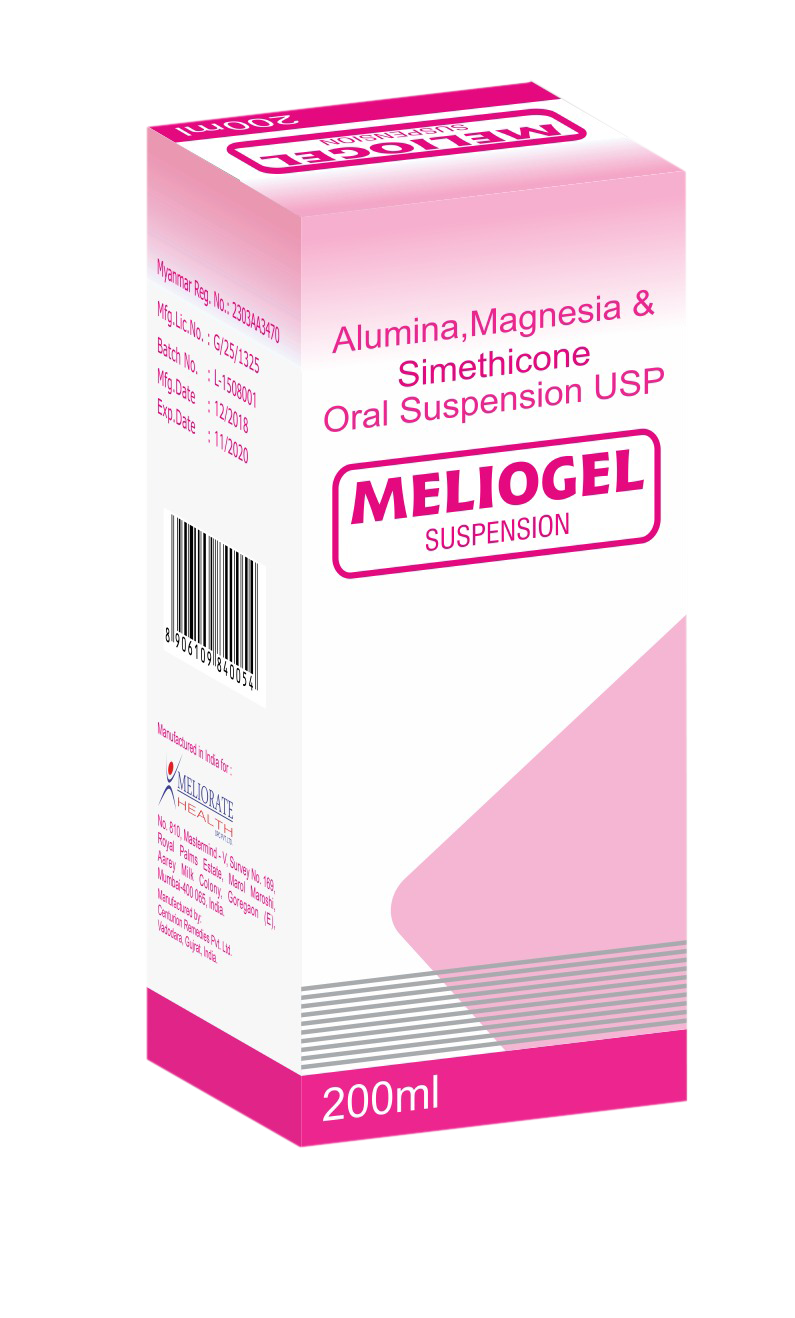 200ml
MELIOGEL
SUSPENSION
Alumina,Magnesia &
Simethicone
Oral Suspension USP
MELIOGEL
SUSPENSION
200ml
Myanmar Reg. No.: 2303AA3470
Mfg.Lic.No. : G/25/1325
Batch No. : L-1508001
Mfg.Date : 12/2018
Exp.Date : 11/2020
8 906109 840054
Manufactured in India for :
MELIORATE
HEALTH
No. 810, Mastermind - V, Survey No. 169,
Royal Palms Estate, Marol Maroshi,
Aarey Milk Colony, Goregaon (E),
Mumbai-400 065, India.
Manufactured by:
Centurion Remedies Pvt. Ltd.
Vadodara, Gujrat, India.